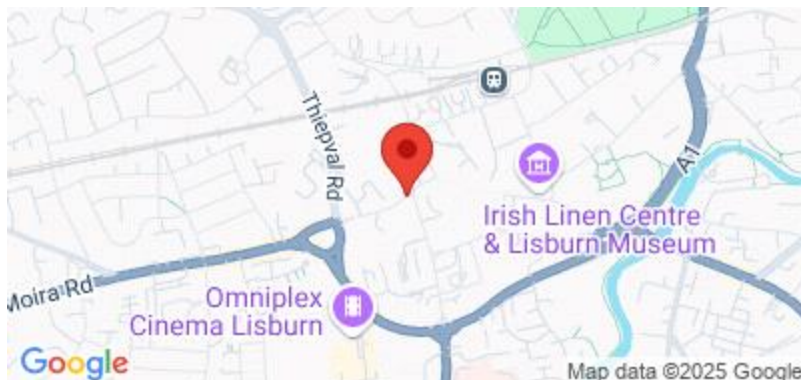 Thiepval Rd
A1
Irish Linen Centre
& Lisburn Museum
Moira Rd
Omniplex
Cinema Lisburn
Google
Map data ©2025 Google